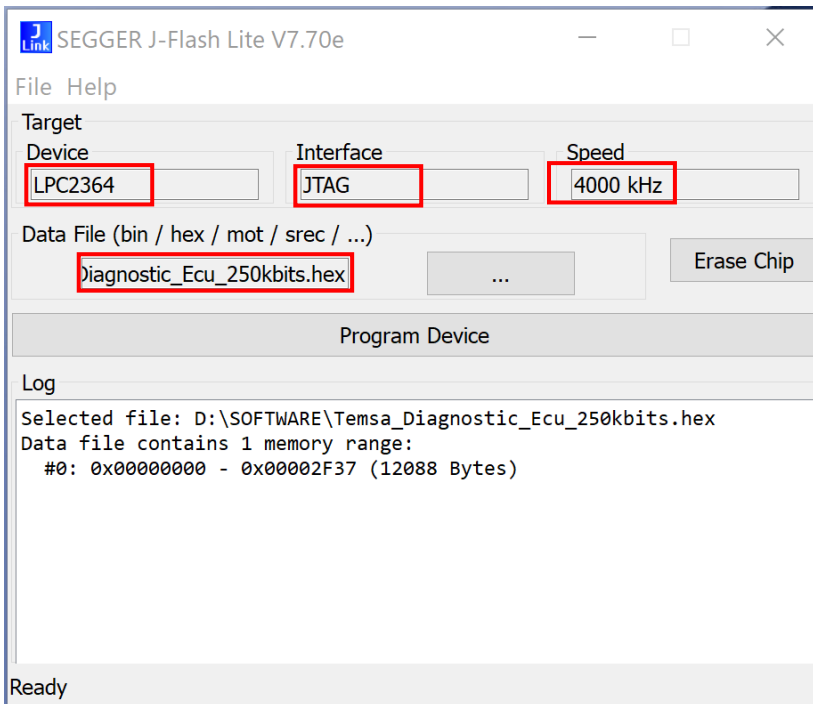 J Link SEGGER J-Flash Lite V7.70e
File Help
Target
Device Interface Speed
LPC2364 JTAG 4000 kHz
Data File (bin / hex / mot / srec / ...)
Diagnostic_Ecu_250kbits.hex ... Erase Chip
Program Device
Log
Selected file: D:\SOFTWARE\Temsa_Diagnostic_Ecu_250kbits.hex
Data file contains 1 memory range:
#0: 0x00000000 - 0x00002F37 (12088 Bytes)
Ready